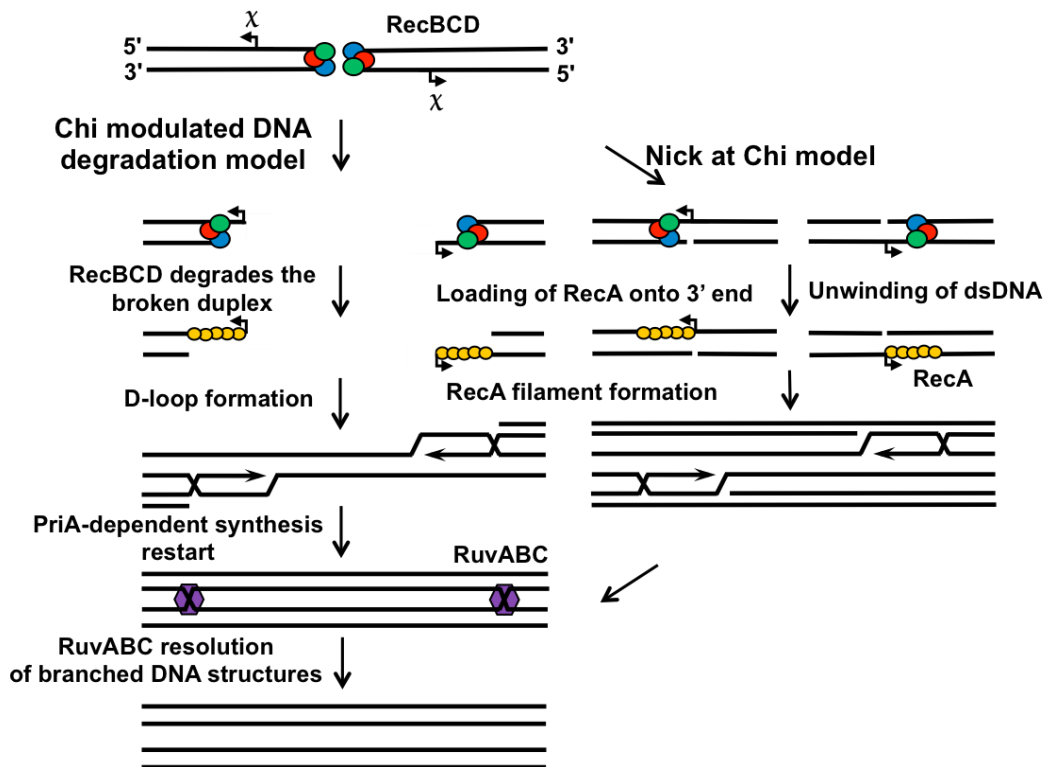 χ
RecBCD
5'
3'
3'
5'
χ
Chi modulated DNA
degradation model
Nick at Chi model
RecBCD degrades the
broken duplex
Loading of RecA onto 3’ end
Unwinding of dsDNA
D-loop formation
RecA filament formation
RecA
PriA-dependent synthesis
restart
RuvABC
RuvABC resolution
of branched DNA structures